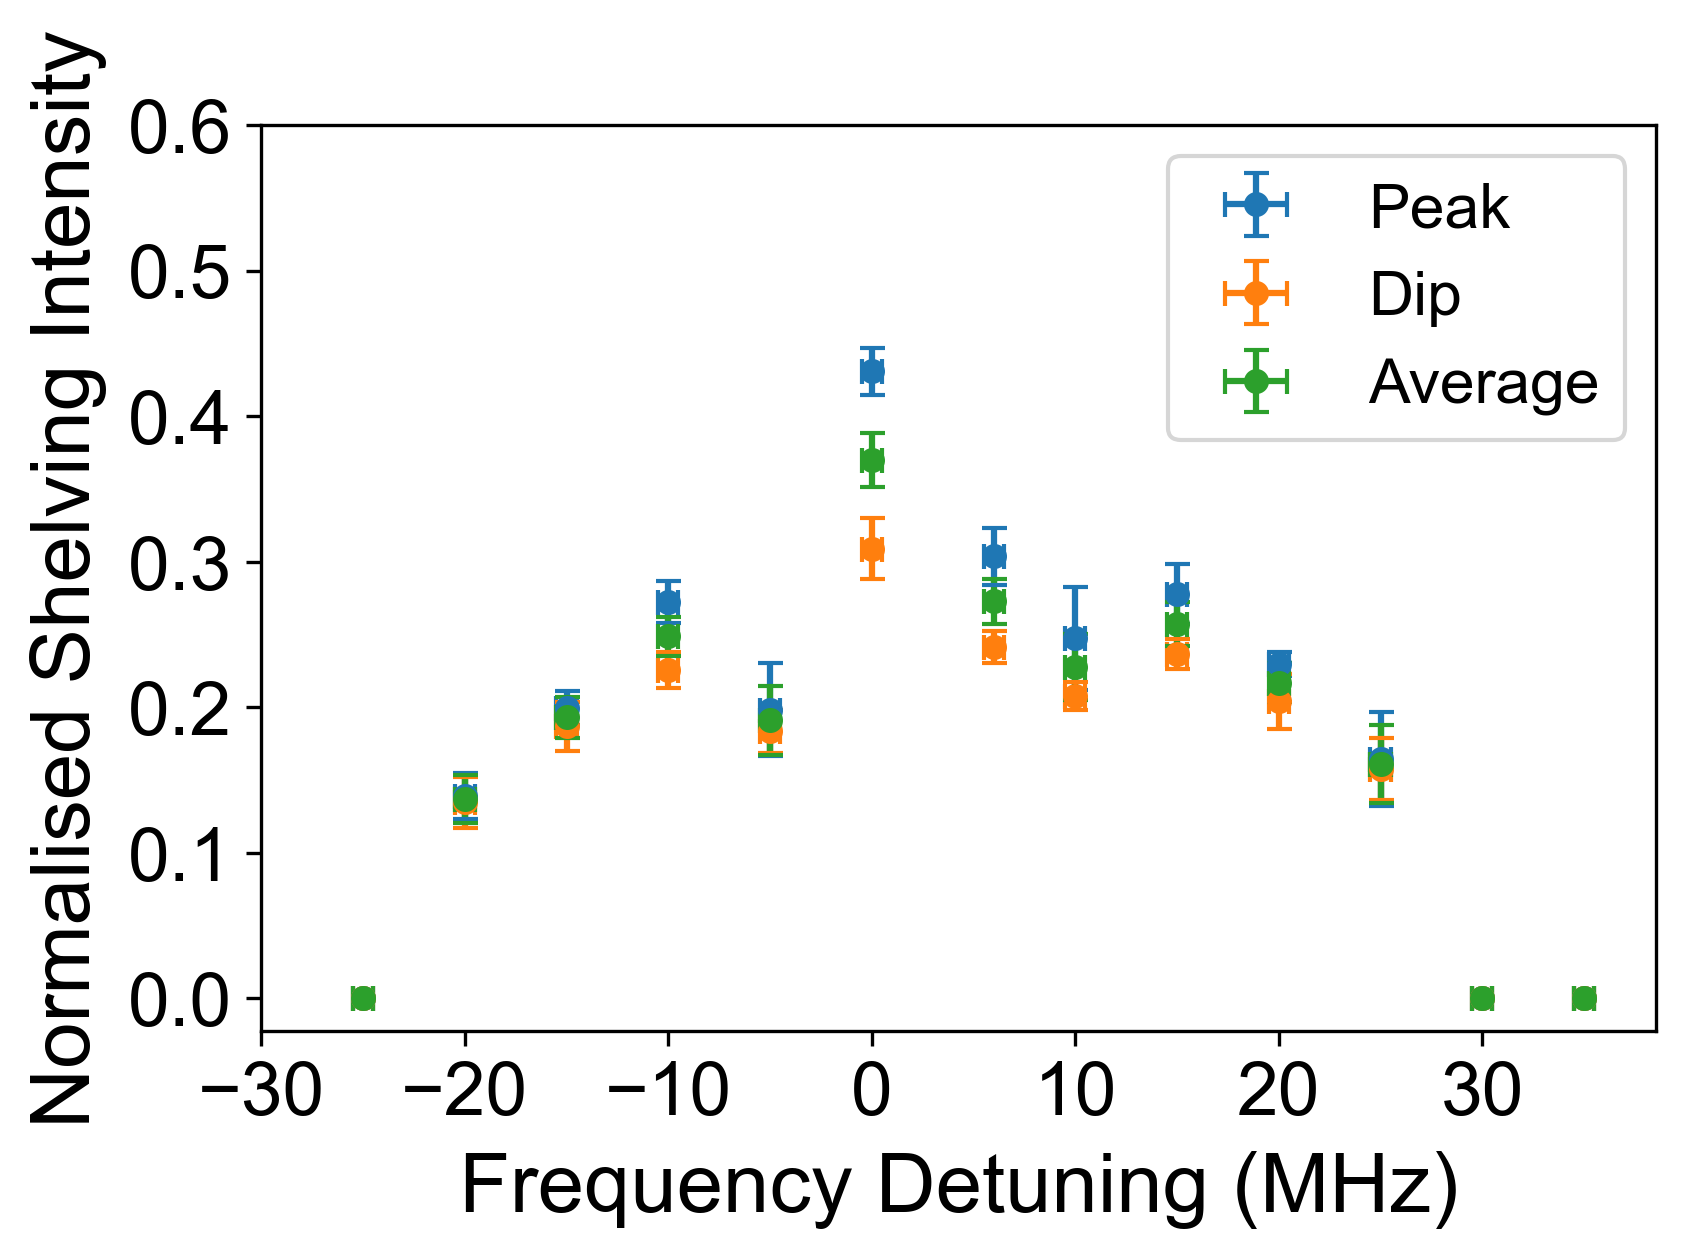 Normalised Shelving Intensity
0.6
0.5
0.4
0.3
0.2
0.1
0.0
Peak
Dip
Average
−30 −20 −10 0 10 20 30
Frequency Detuning (MHz)